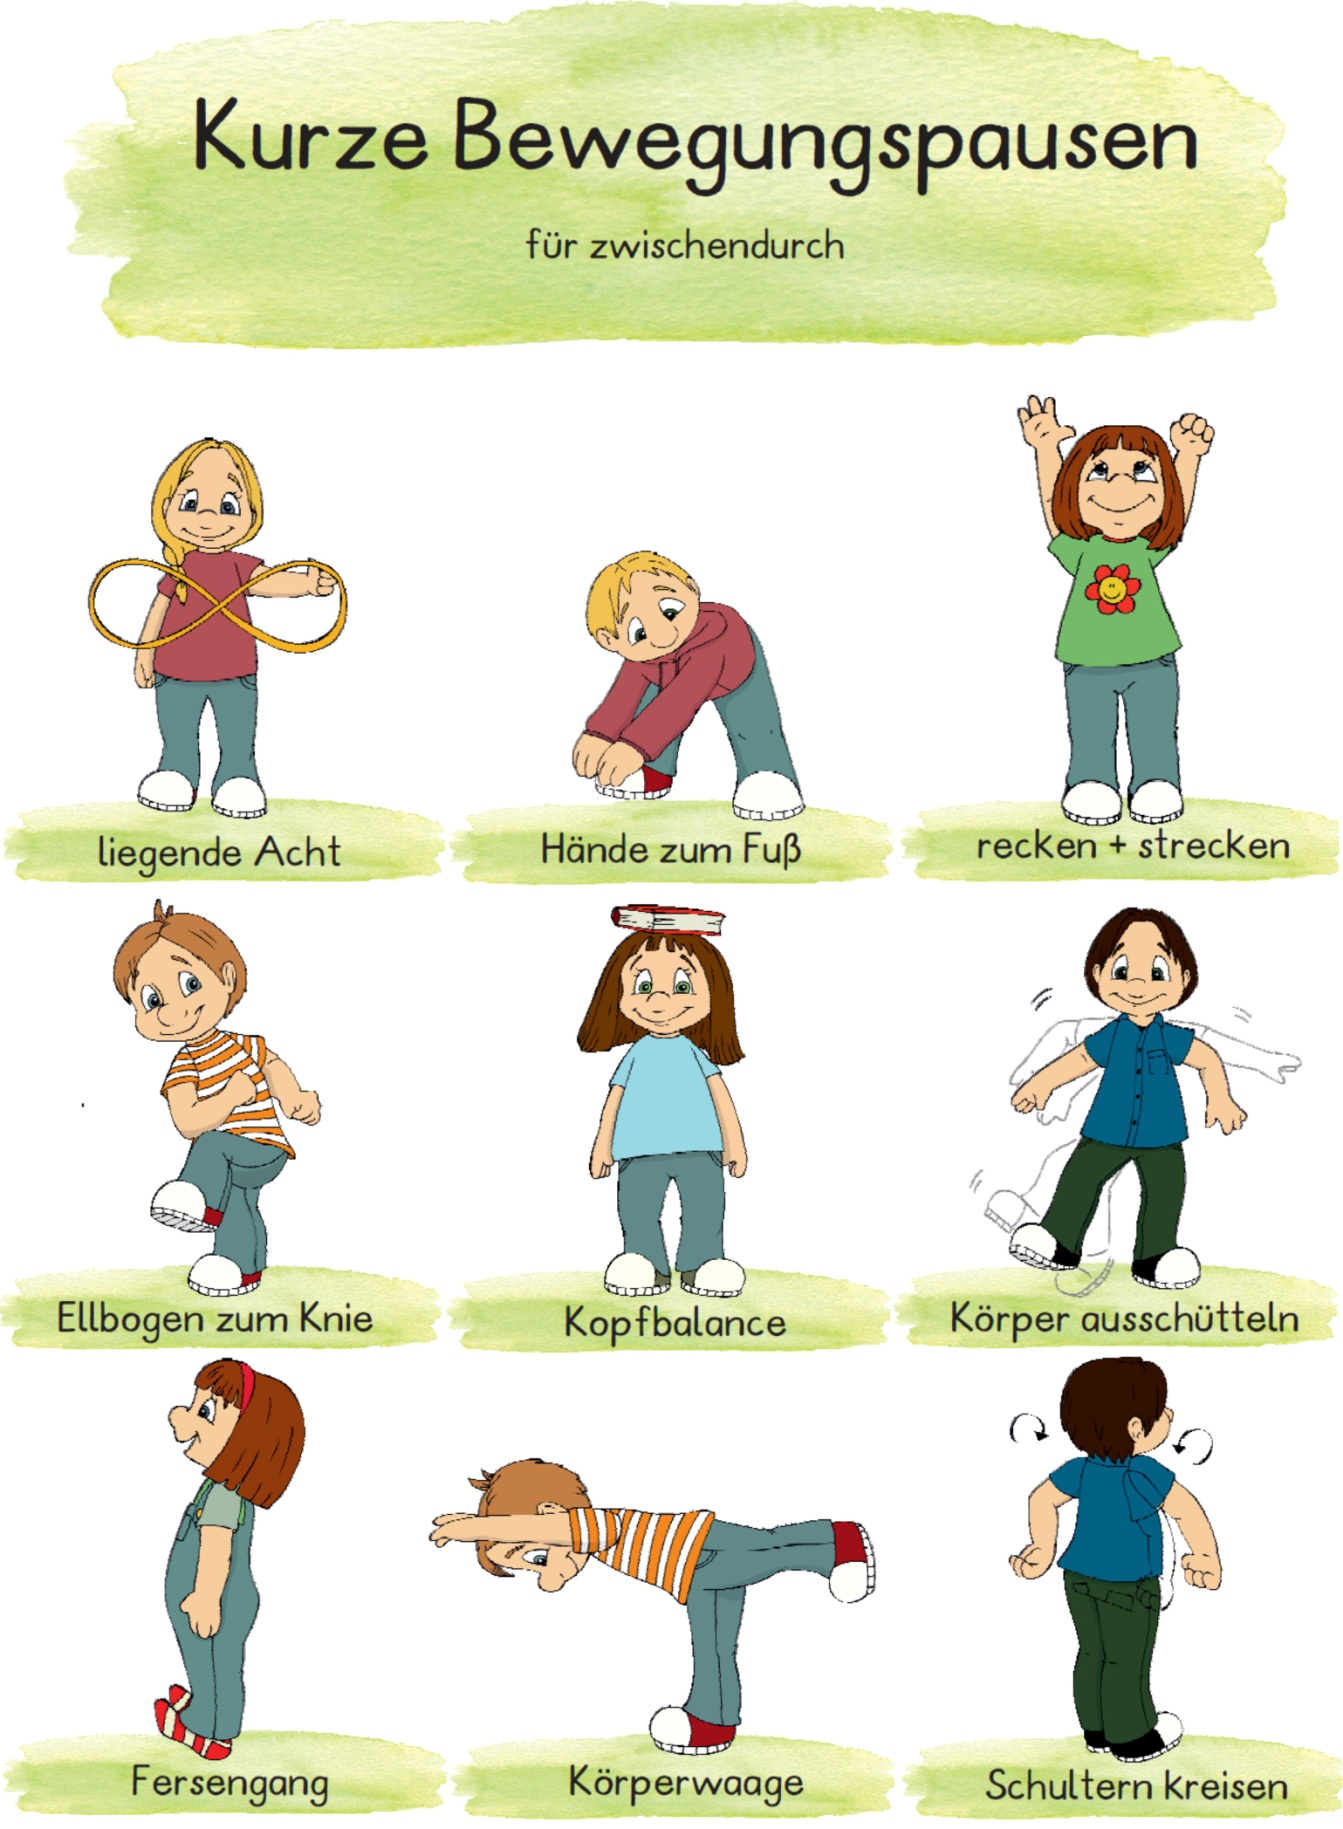 Kurze Bewegungspausen
für zwischendurch
liegende Acht
Hände zum Fuß
recken + strecken
Ellbogen zum Knie
Kopfbalance
Körper ausschütteln
Fersengang
Körperwaage
Schultern kreisen